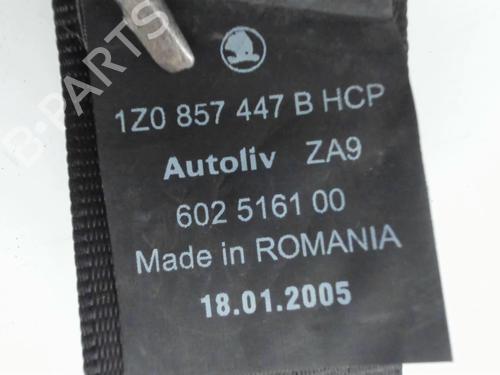 B-PARTS
1Z0 857 447 B HCP
Autoliv ZA9
602 5161 00
Made in ROMANIA
18.01.2005